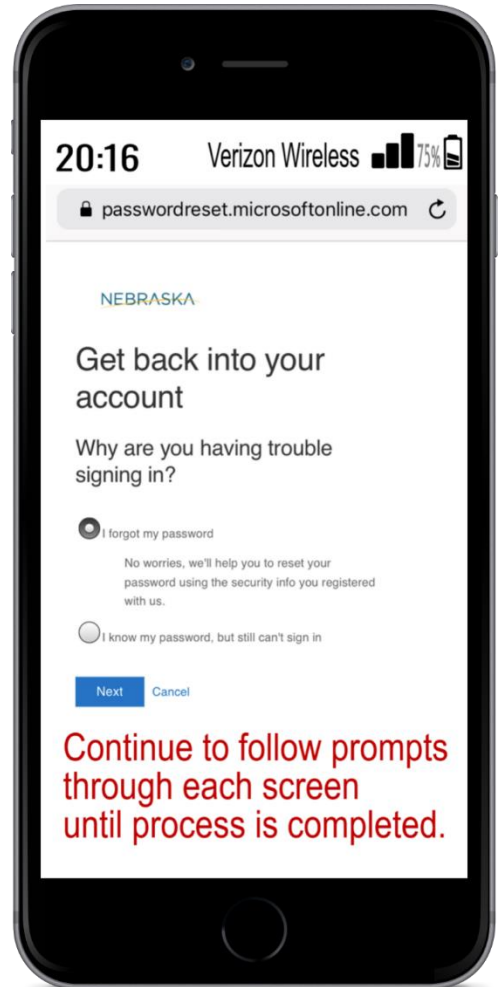 20:16 Verizon Wireless 75%
passwordreset.microsoftonline.com
NEBRASKA
Get back into your
account
Why are you having trouble
signing in?
I forgot my password
No worries, we'll help you to reset your
password using the security info you registered
with us.
I know my password, but still can't sign in
Next Cancel
Continue to follow prompts
through each screen
until process is completed.